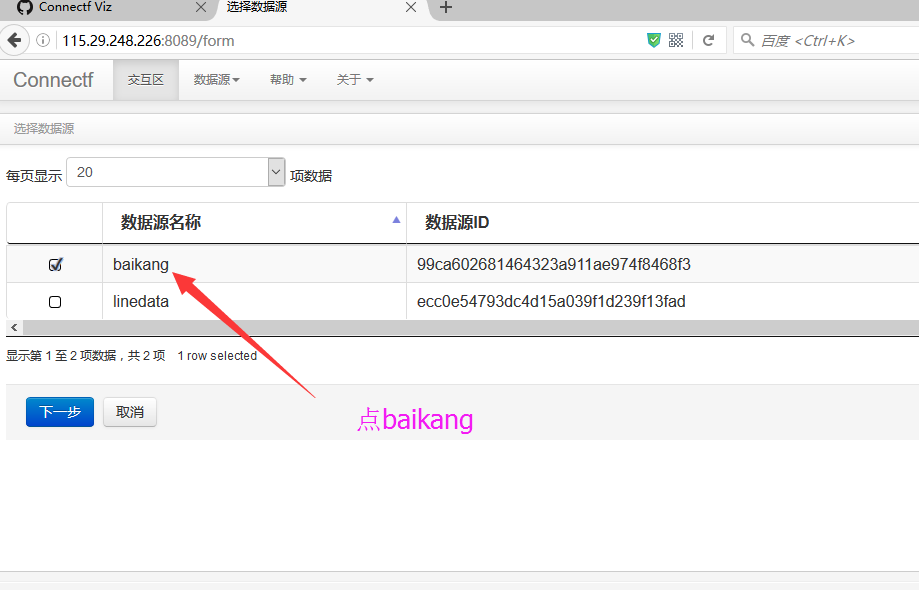 Connectf Viz
选择数据源
115.29.248.226:8089/form
百度 <Ctrl+K>
Connectf 交互区 数据源 帮助 关于
选择数据源
每页显示 20 项数据
数据源名称 数据源ID
baikang 99ca602681464323a911ae974f8468f3
linedata ecc0e54793dc4d15a039f1d239f13fad
显示第 1 至 2 项数据，共 2 项 1 row selected
下一步 取消
点baikang